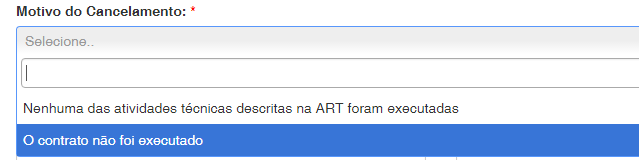 Motivo do Cancelamento: *
Selecione..
Nenhuma das atividades técnicas descritas na ART foram executadas
O contrato não foi executado